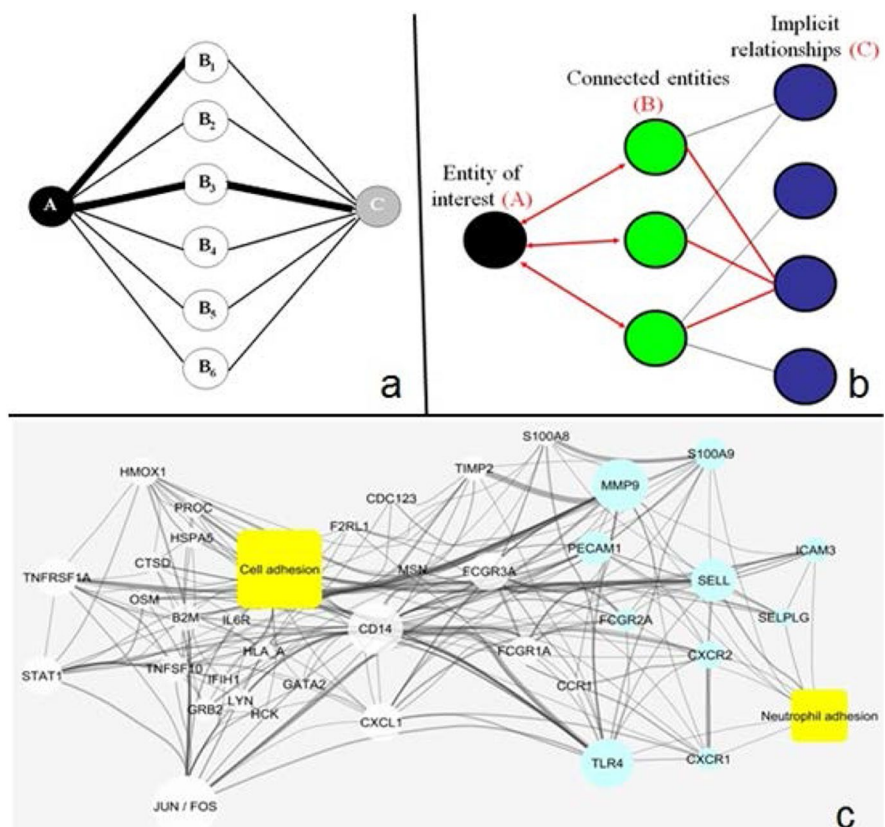 B1
B2
B3
B4
B5
B6
A
C
a
Implicit
relationships (C)
Connected entities
(B)
Entity of
interest (A)
b
S100A8
S100A9
HMOX1
TIMP2
MMP9
PROC
CDC123
F2RL1
HSPA5
PECAM1
ICAM3
CTSD
Cell adhesion
MSN
FCGR3A
TNFRSF1A
SELL
OSM
B2M
IL6R
CD14
FCGR2A
SELPLG
HLA_A
FCGR1A
CXCR2
STAT1
TNFSF10
IFIH1
GATA2
CCR1
LYN
GRB2
HCK
CXCL1
Neutrophil adhesion
TLR4
CXCR1
JUN / FOS
c